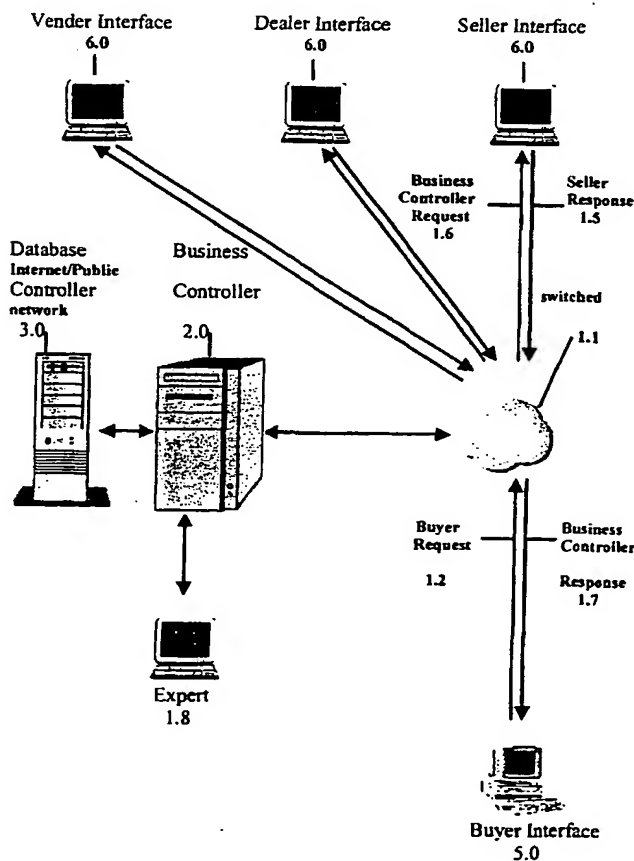 Vender Interface
6.0
Dealer Interface
6.0
Seller Interface
6.0
Business
Controller
Request
1.6
Seller
Response
1.5
Database
Internet/Public
Controller
network
3.0
Business
Controller
2.0
switched
1.1
Buyer
Request
1.2
Business
Controller
Response
1.7
Expert
1.8
Buyer Interface
5.0